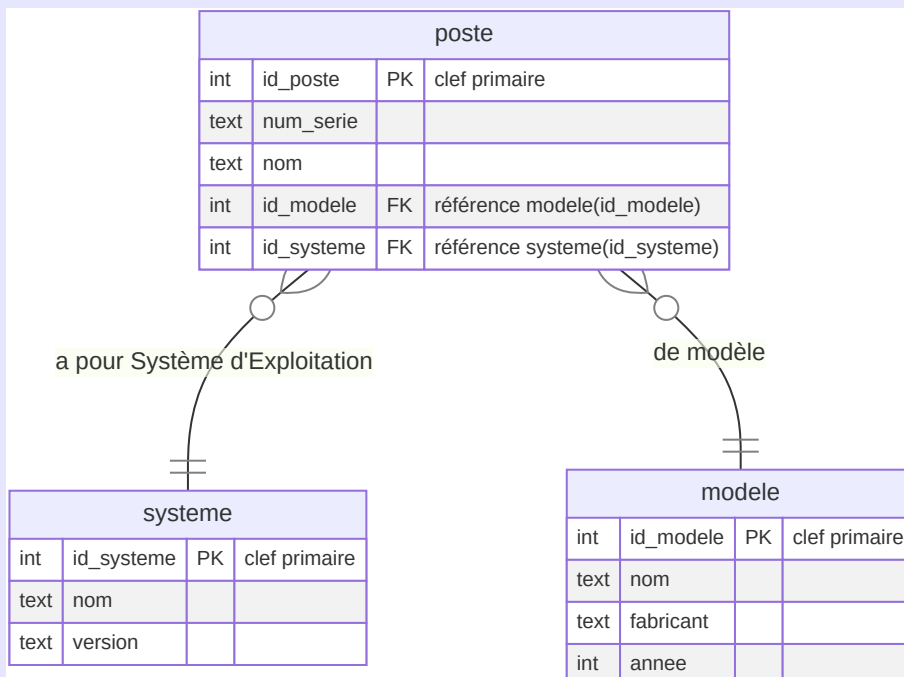 poste
int id_poste PK clef primaire
text num_serie
text nom
int id_modele FK référence modele(id_modele)
int id_systeme FK référence systeme(id_systeme)
a pour Système d'Exploitation
de modèle
systeme
int id_systeme PK clef primaire
text nom
text version
modele
int id_modele PK clef primaire
text nom
text fabricant
int annee